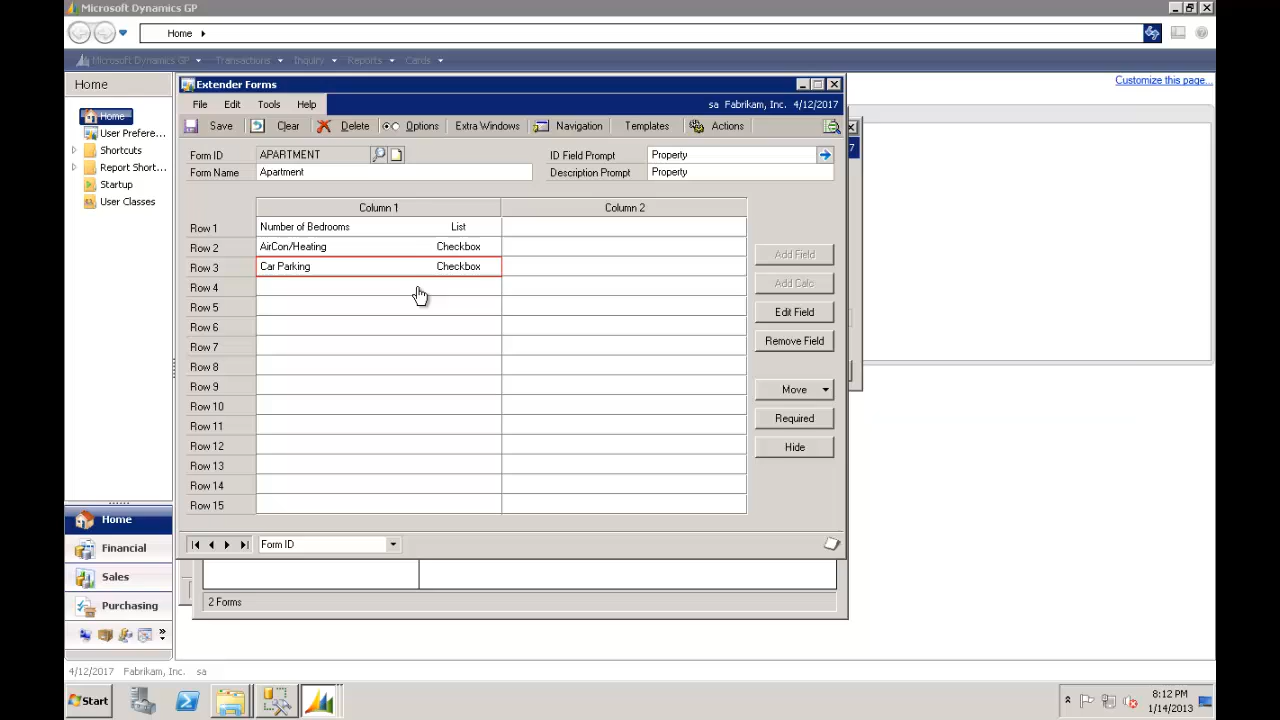 Microsoft Dynamics GP
Home
Microsoft Dynamics GP Transactions Inquiry Reports Cards
Home
Customize this page...
Home
User Prefere...
Shortcuts
Report Short...
Startup
User Classes
Extender Forms
File Edit Tools Help
sa Fabrikam, Inc. 4/12/2017
Save Clear Delete Options Extra Windows Navigation Templates Actions
Form ID APARTMENT
ID Field Prompt Property
Form Name Apartment
Description Prompt Property
Column 1 Column 2
Row 1 Number of Bedrooms List
Row 2 AirCon/Heating Checkbox
Row 3 Car Parking Checkbox
Row 4
Row 5
Row 6
Row 7
Row 8
Row 9
Row 10
Row 11
Row 12
Row 13
Row 14
Row 15
Add Field
Add Calc
Edit Field
Remove Field
Move
Required
Hide
7
Form ID
2 Forms
Home
Financial
Sales
Purchasing
4/12/2017 Fabrikam, Inc. sa
Start
8:12 PM
1/14/2013